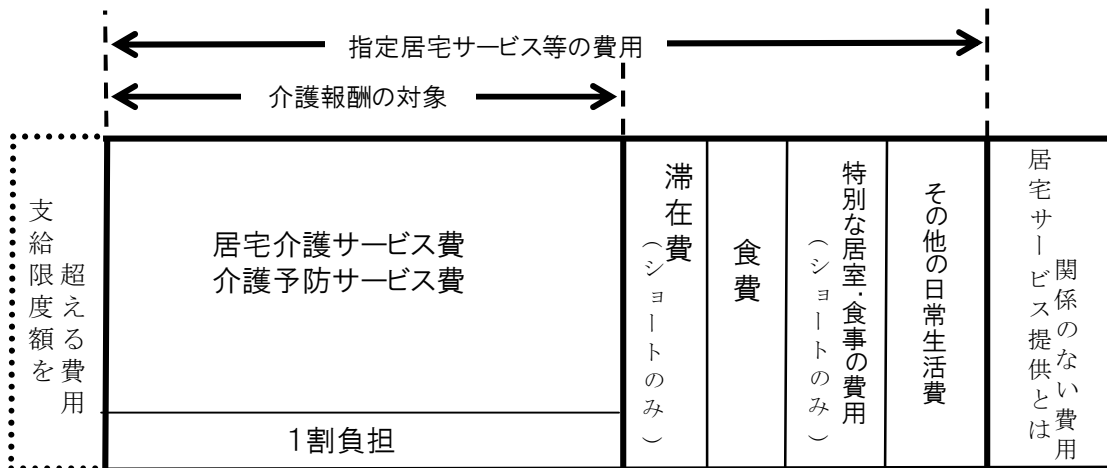 指定居宅サービス等の費用
介護報酬の対象
支給限度額を
超える費用
居宅介護サービス費
介護予防サービス費
1割負担
滞在費
（ショートのみ）
食費
特別な居室・食事の費用
（ショートのみ）
その他の日常生活費
居宅サービス提供とは
関係のない費用